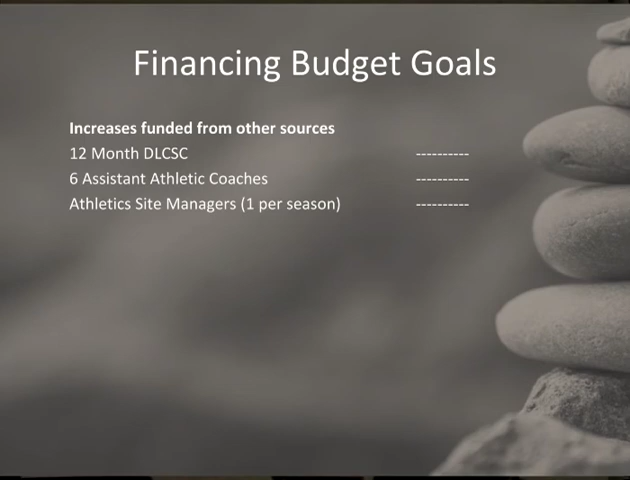 Financing Budget Goals
Increases funded from other sources
12 Month DLCSC ----------
6 Assistant Athletic Coaches ----------
Athletics Site Managers (1 per season) ----------